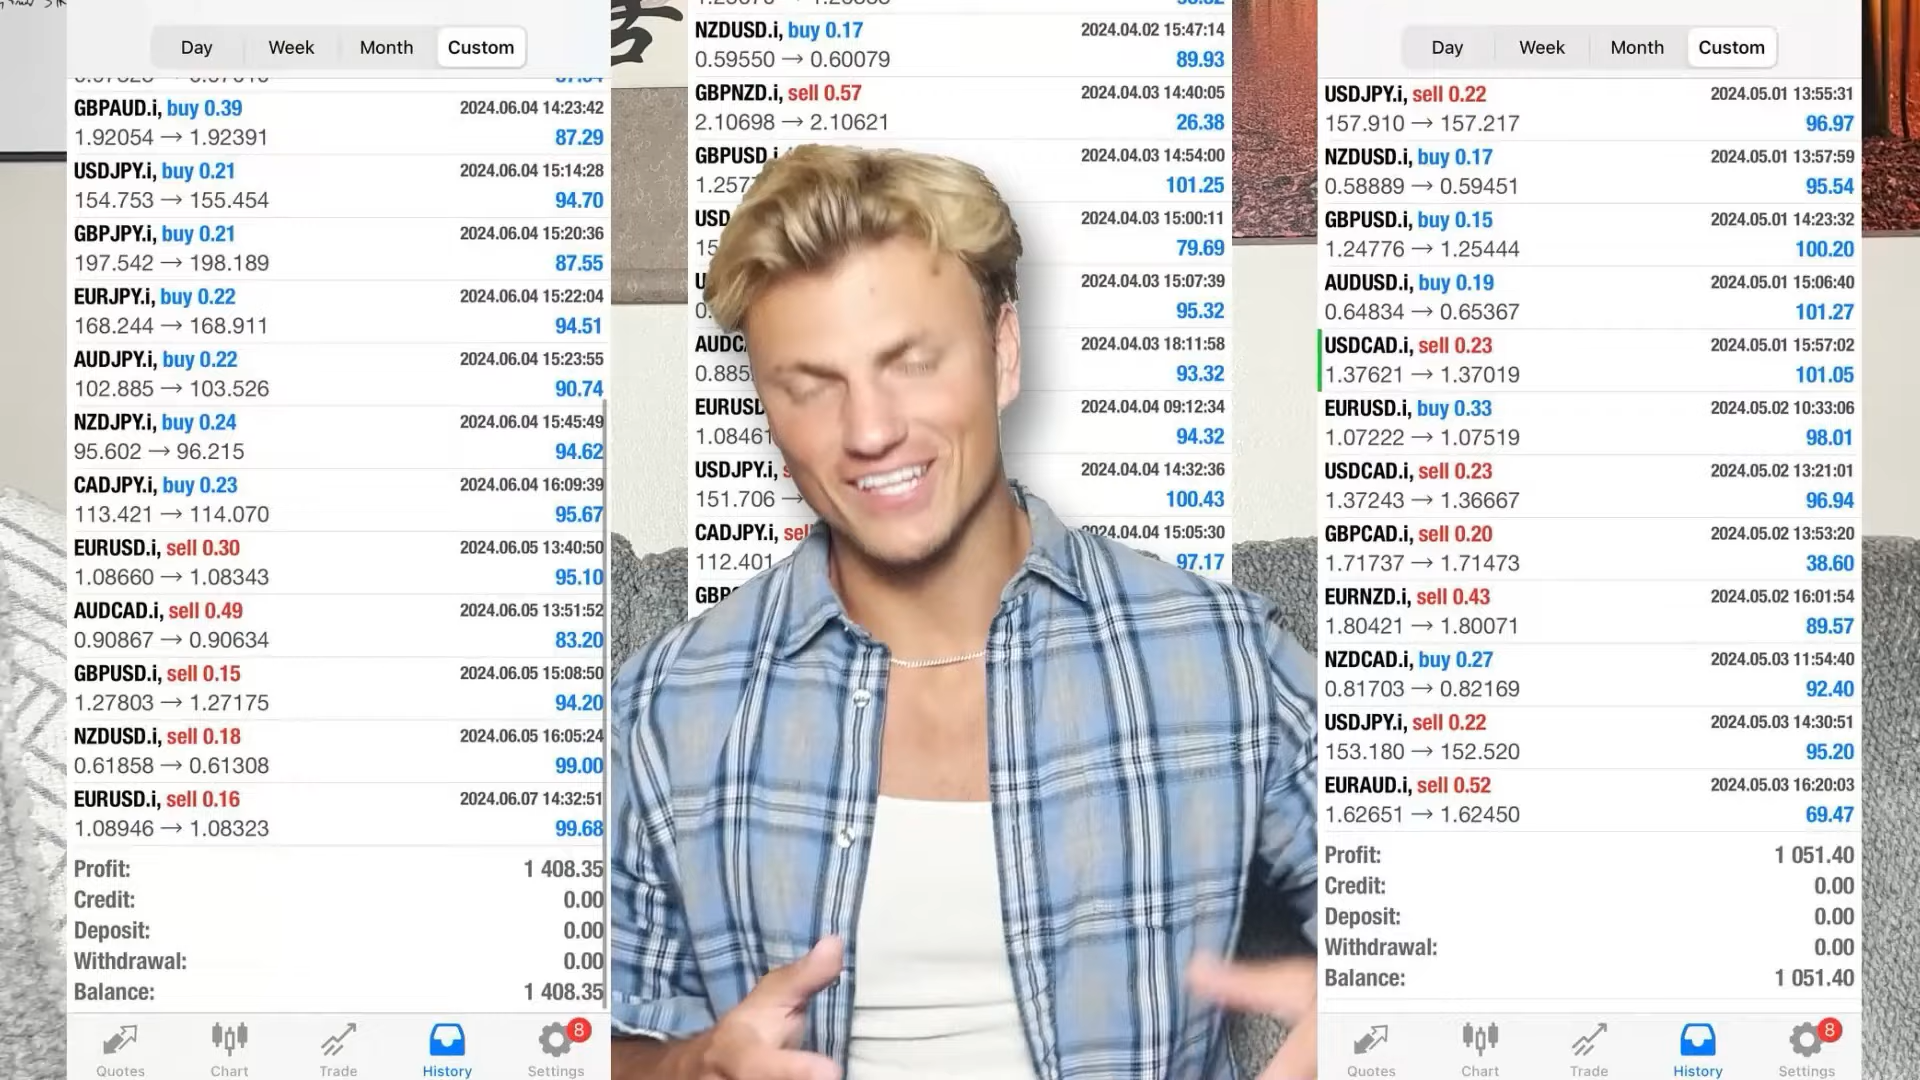 Day Week Month Custom
GBPAUD.i, buy 0.39 2024.06.04 14:23:42
1.92054 → 1.92391 87.29
USDJPY.i, buy 0.21 2024.06.04 15:14:28
154.753 → 155.454 94.70
GBPJPY.i, buy 0.21 2024.06.04 15:20:36
197.542 → 198.189 87.55
EURJPY.i, buy 0.22 2024.06.04 15:22:04
168.244 → 168.911 94.51
AUDJPY.i, buy 0.22 2024.06.04 15:23:55
102.885 → 103.526 90.74
NZDJPY.i, buy 0.24 2024.06.04 15:45:49
95.602 → 96.215 94.62
CADJPY.i, buy 0.23 2024.06.04 16:09:39
113.421 → 114.070 95.67
EURUSD.i, sell 0.30 2024.06.05 13:40:50
1.08660 → 1.08343 95.10
AUDCAD.i, sell 0.49 2024.06.05 13:51:52
0.90867 → 0.90634 83.20
GBPUSD.i, sell 0.15 2024.06.05 15:08:50
1.27803 → 1.27175 94.20
NZDUSD.i, sell 0.18 2024.06.05 16:05:24
0.61858 → 0.61308 99.00
EURUSD.i, sell 0.16 2024.06.07 14:32:51
1.08946 → 1.08323 99.68
Profit: 1 408.35
Credit: 0.00
Deposit: 0.00
Withdrawal: 0.00
Balance: 1 408.35
8
Quotes Chart Trade History Settings
NZDUSD.i, buy 0.17 2024.04.02 15:47:14
0.59550 → 0.60079 89.93
GBPNZD.i, sell 0.57 2024.04.03 14:40:05
2.10698 → 2.10621 26.38
GBPUSD.i 2024.04.03 14:54:00
1.257 101.25
USD 2024.04.03 15:00:11
15 79.69
U 2024.04.03 15:07:39
0. 95.32
AUDC 2024.04.03 18:11:58
0.885 93.32
EURUSD 2024.04.04 09:12:34
1.08461 94.32
USDJPY.i, s 2024.04.04 14:32:36
151.706 → 100.43
CADJPY.i, sel 2024.04.04 15:05:30
112.401 97.17
GBP
Day Week Month Custom
USDJPY.i, sell 0.22 2024.05.01 13:55:31
157.910 → 157.217 96.97
NZDUSD.i, buy 0.17 2024.05.01 13:57:59
0.58889 → 0.59451 95.54
GBPUSD.i, buy 0.15 2024.05.01 14:23:32
1.24776 → 1.25444 100.20
AUDUSD.i, buy 0.19 2024.05.01 15:06:40
0.64834 → 0.65367 101.27
USDCAD.i, sell 0.23 2024.05.01 15:57:02
1.37621 → 1.37019 101.05
EURUSD.i, buy 0.33 2024.05.02 10:33:06
1.07222 → 1.07519 98.01
USDCAD.i, sell 0.23 2024.05.02 13:21:01
1.37243 → 1.36667 96.94
GBPCAD.i, sell 0.20 2024.05.02 13:53:20
1.71737 → 1.71473 38.60
EURNZD.i, sell 0.43 2024.05.02 16:01:54
1.80421 → 1.80071 89.57
NZDCAD.i, buy 0.27 2024.05.03 11:54:40
0.81703 → 0.82169 92.40
USDJPY.i, sell 0.22 2024.05.03 14:30:51
153.180 → 152.520 95.20
EURAUD.i, sell 0.52 2024.05.03 16:20:03
1.62651 → 1.62450 69.47
Profit: 1 051.40
Credit: 0.00
Deposit: 0.00
Withdrawal: 0.00
Balance: 1 051.40
8
Quotes Chart Trade History Settings